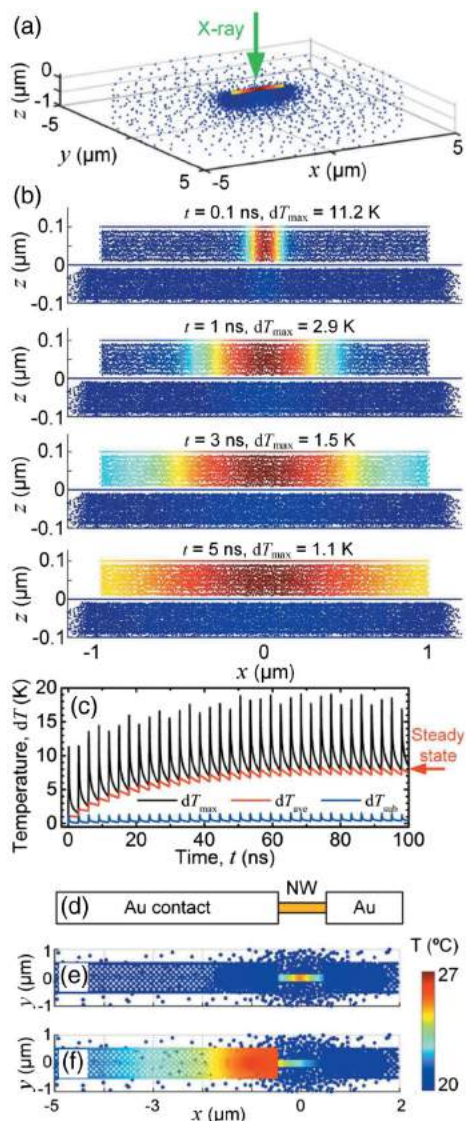 (a)
X-ray
z (μm)
0
-1
-5
y (μm)
5
-5
x (μm)
5
(b)
t = 0.1 ns, dTmax = 11.2 K
z (μm)
0.1
0
-0.1
t = 1 ns, dTmax = 2.9 K
z (μm)
0.1
0
-0.1
t = 3 ns, dTmax = 1.5 K
z (μm)
0.1
0
-0.1
t = 5 ns, dTmax = 1.1 K
z (μm)
0.1
0
-0.1
-1 0 1
x (μm)
(c)
Temperature, dT (K)
20
15
10
5
0
Steady
state
dTmax dTave dTsub
0 20 40 60 80 100
Time, t (ns)
(d)
Au contact
NW
Au
T (ºC)
27
20
(e)
y (μm)
1
0
-1
(f)
y (μm)
1
0
-1
-5 -3 -2 0 2
x (μm)